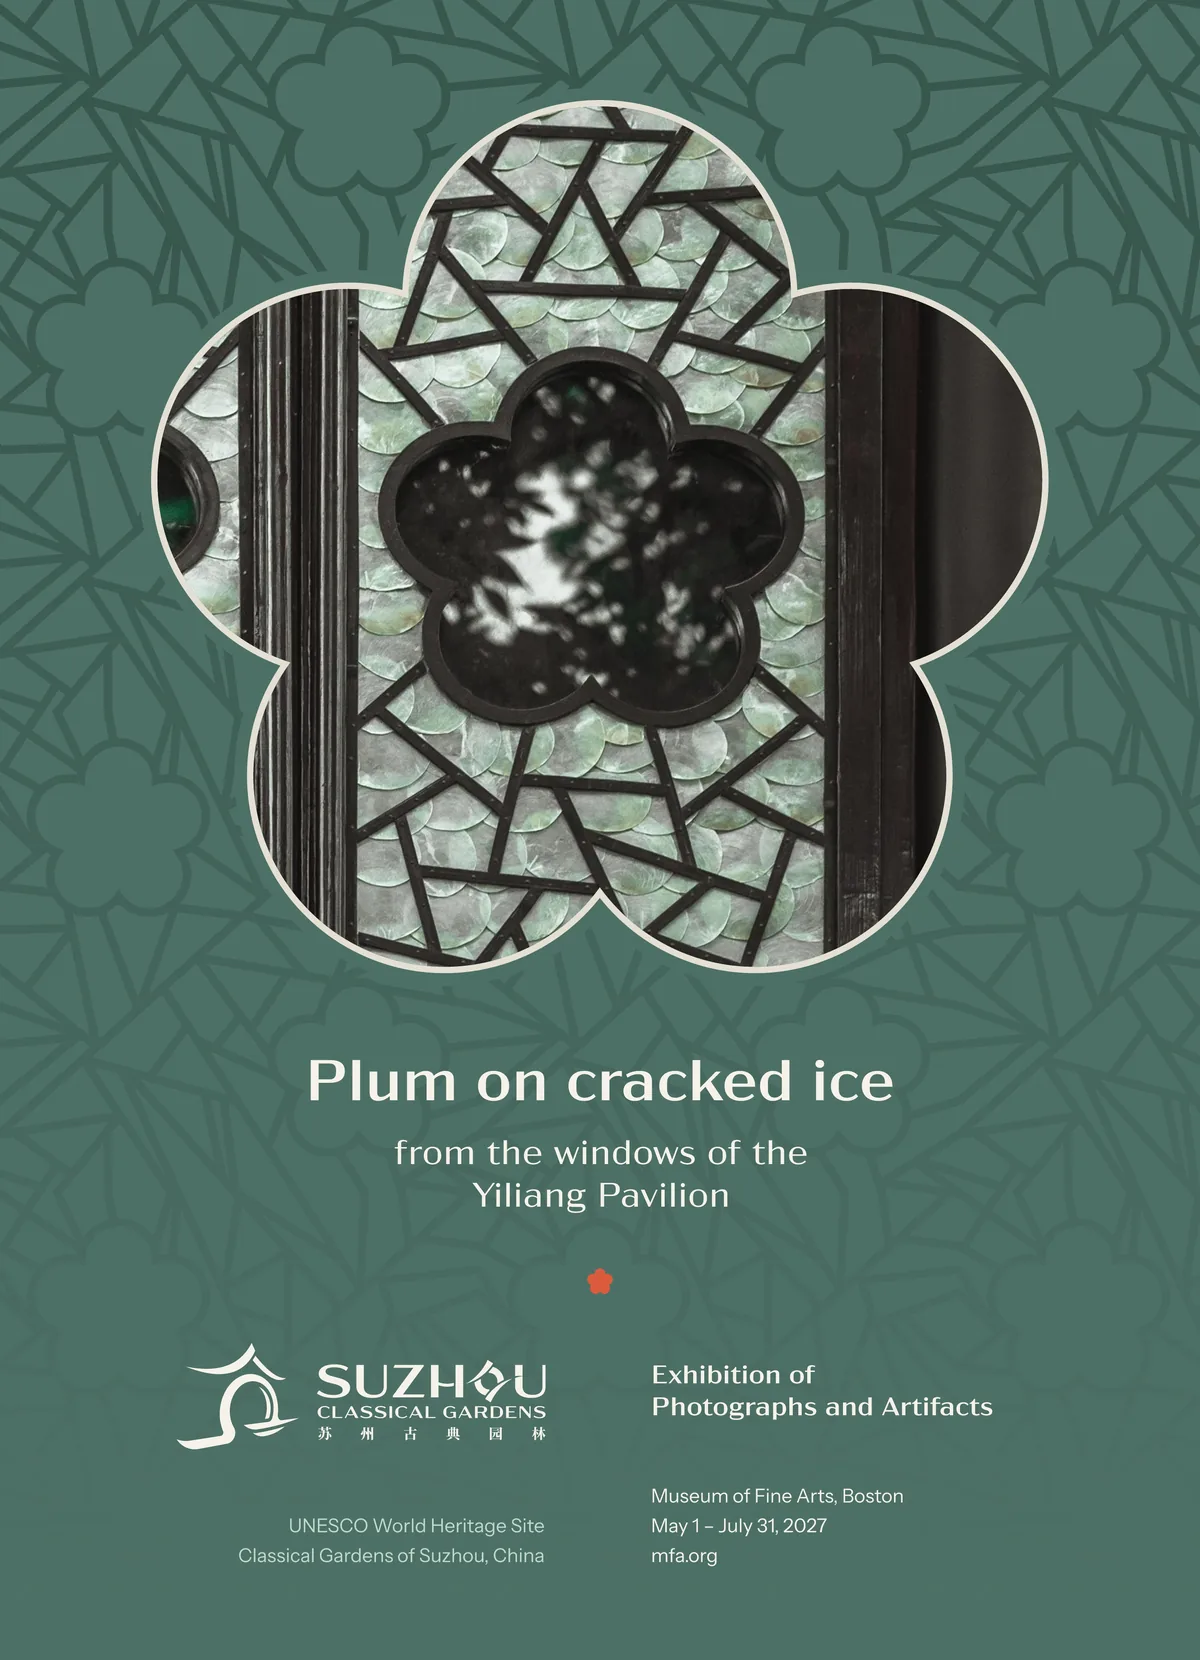 Plum on cracked ice
from the windows of the
Yiliang Pavilion
SUZHOU
CLASSICAL GARDENS
苏州古典园林
UNESCO World Heritage Site
Classical Gardens of Suzhou, China
Exhibition of
Photographs and Artifacts
Museum of Fine Arts, Boston
May 1 – July 31, 2027
mfa.org